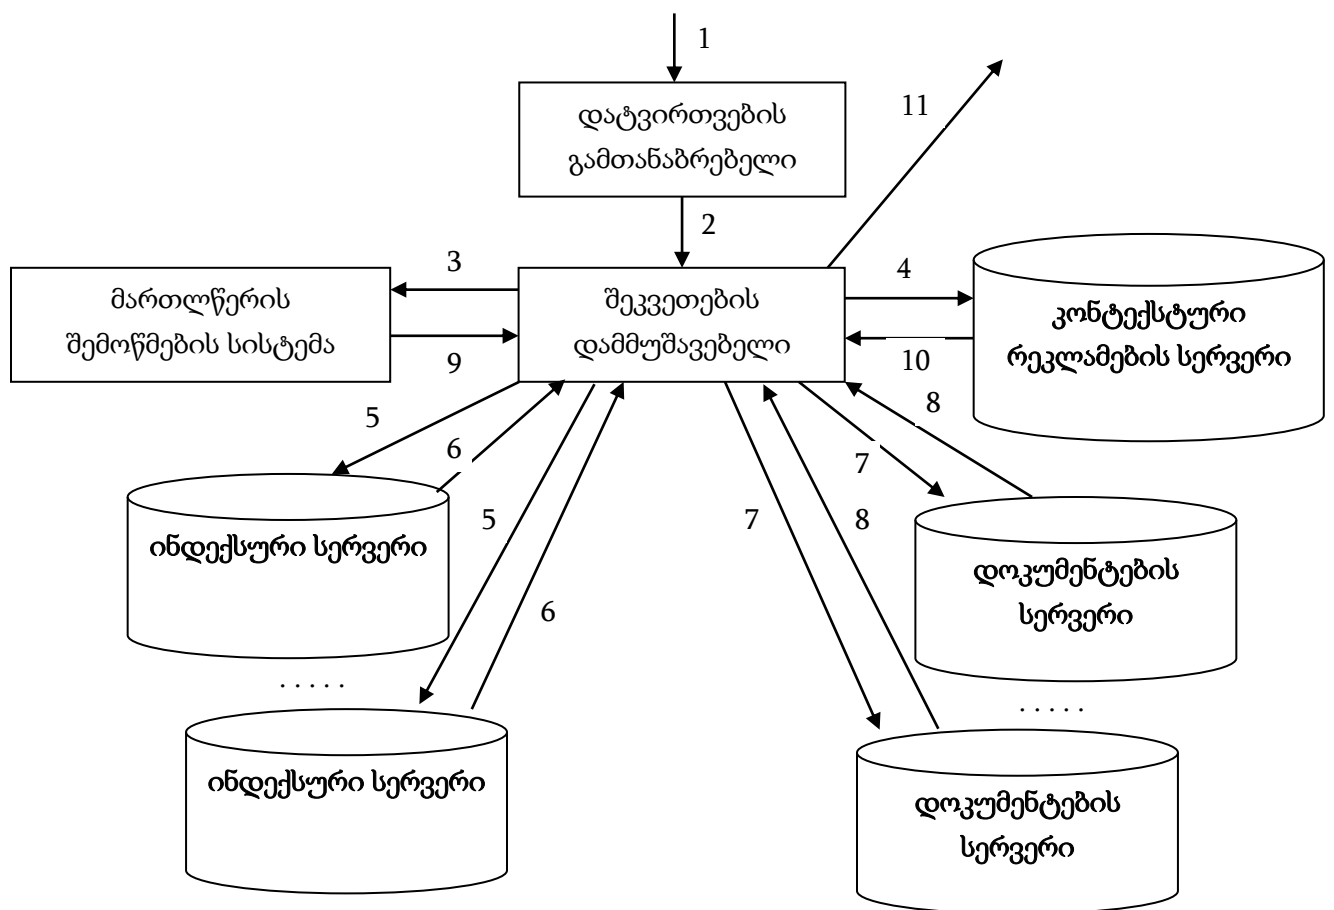 1
დატვირთვების
გამთანაბრებელი
11
2
მართლწერის
შემოწმების სისტემა
3
9
შეკვეთების
დამმუშავებელი
4
10
კონტექსტური
რეკლამების სერვერი
5
6
5
6
7
8
7
8
ინდექსური სერვერი
. . . . .
ინდექსური სერვერი
დოკუმენტების
სერვერი
. . . . .
დოკუმენტების
სერვერი